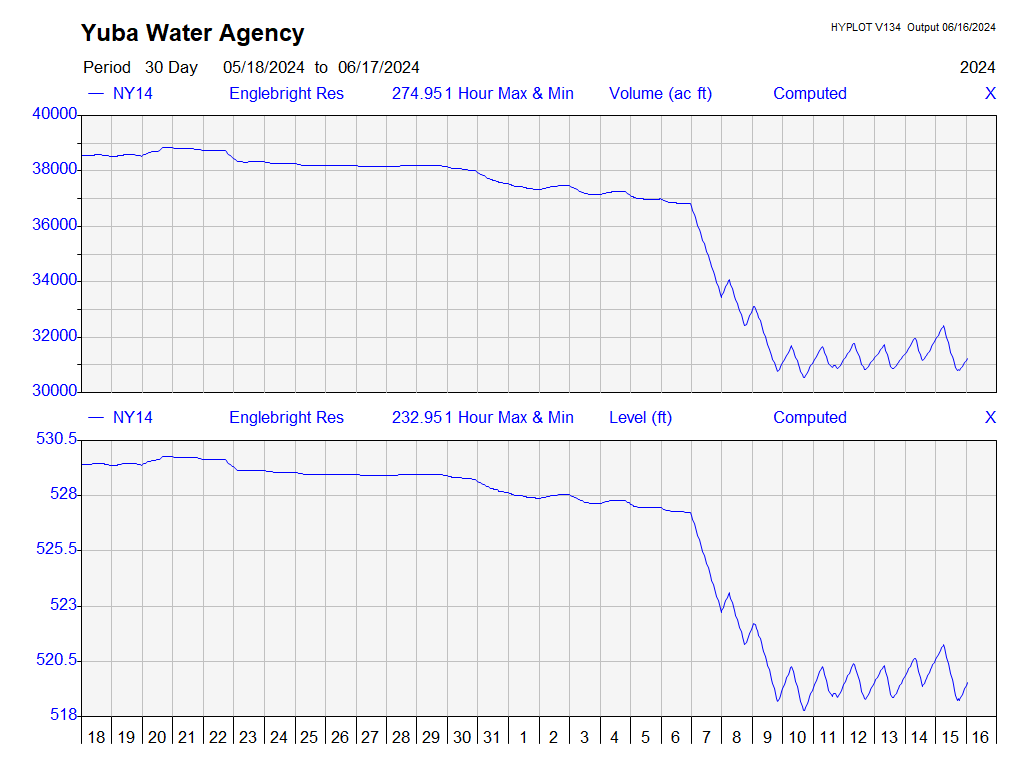 Yuba Water Agency
HYPLOT V134 Output 06/16/2024
Period 30 Day 05/18/2024 to 06/17/2024 2024
NY14 Englebright Res 274.951 Hour Max & Min Volume (ac ft) Computed X
40000
38000
36000
34000
32000
30000
NY14 Englebright Res 232.951 Hour Max & Min Level (ft) Computed X
530.5
528
525.5
523
520.5
518
18 19 20 21 22 23 24 25 26 27 28 29 30 31 1 2 3 4 5 6 7 8 9 10 11 12 13 14 15 16